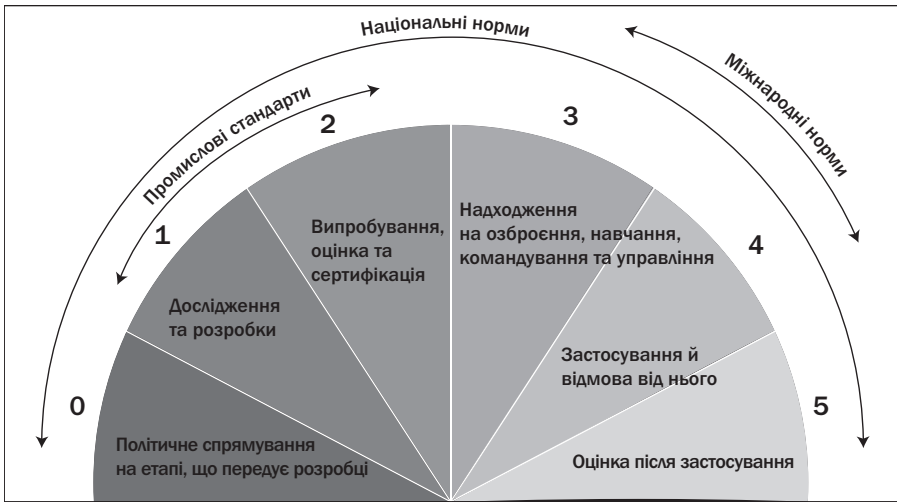 Національні норми
Міжнародні норми
Промислові стандарти
0
Політичне спрямування
на етапі, що передує розробці
1
Дослідження
та розробки
2
Випробування,
оцінка та
сертифікація
3
Надходження
на озброєння, навчання,
командування та управління
4
Застосування й
відмова від нього
5
Оцінка після застосування